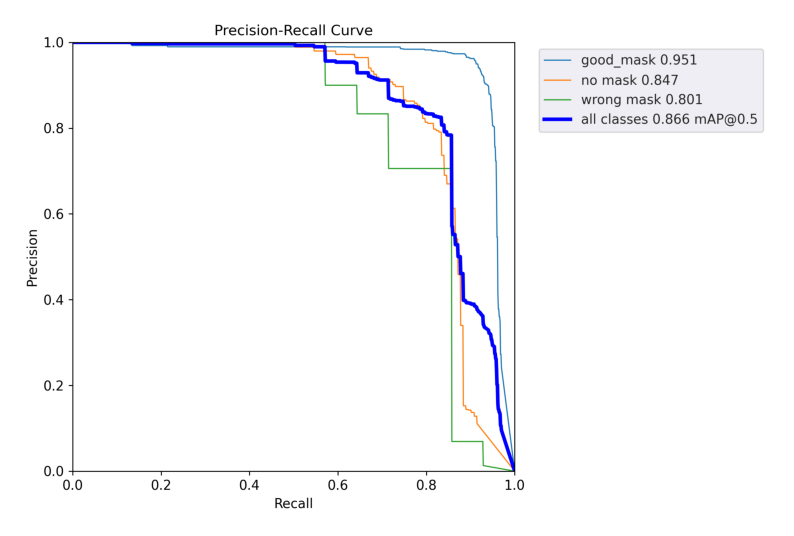 Precision-Recall Curve
1.0
0.8
0.6
0.4
0.2
0.0
Precision
0.0 0.2 0.4 0.6 0.8 1.0
Recall
good_mask 0.951
no mask 0.847
wrong mask 0.801
all classes 0.866 mAP@0.5